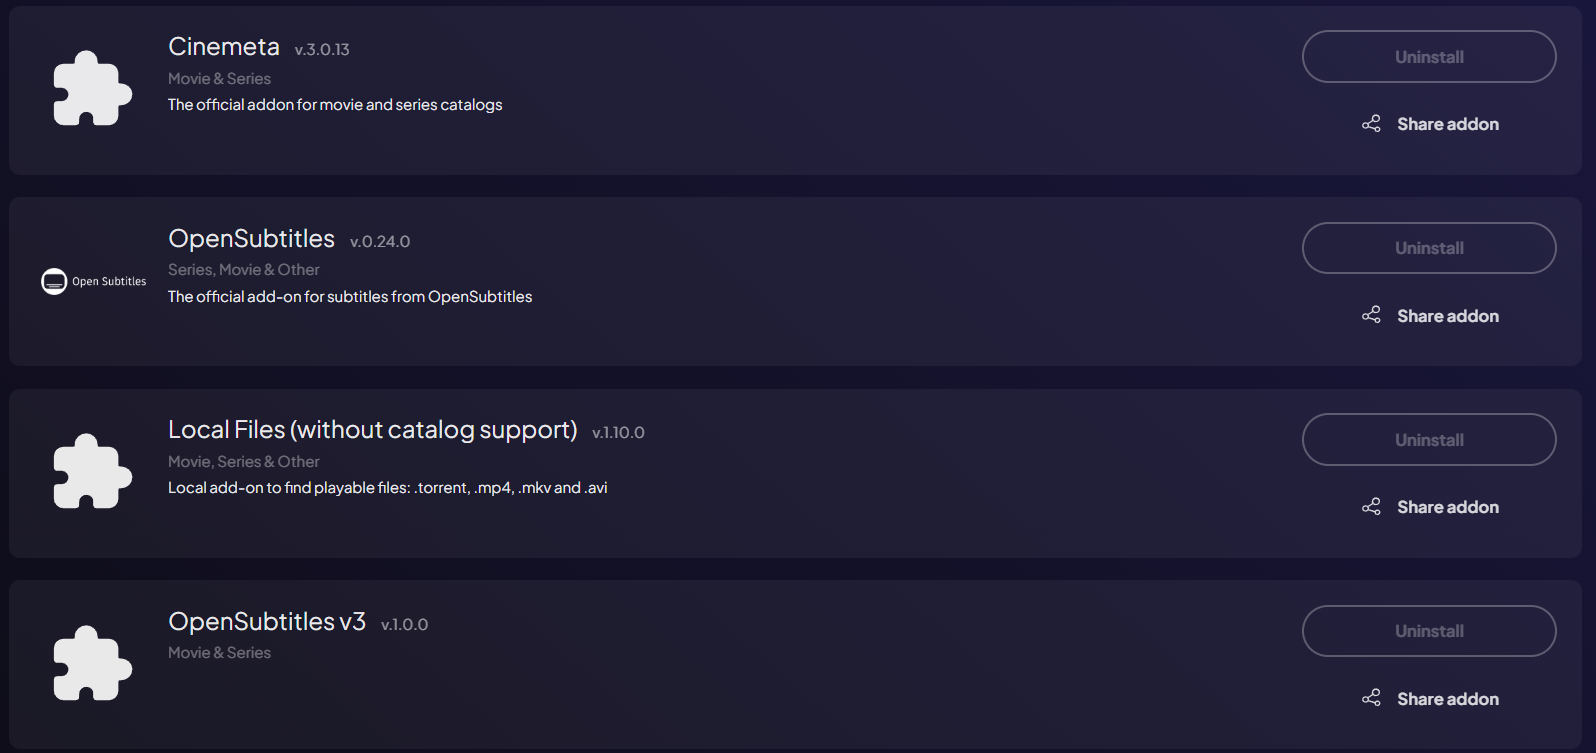 Cinemeta v.3.0.13
Movie & Series
The official addon for movie and series catalogs
Uninstall
Share addon
Open Subtitles
OpenSubtitles v.0.24.0
Series, Movie & Other
The official add-on for subtitles from OpenSubtitles
Uninstall
Share addon
Local Files (without catalog support) v.1.10.0
Movie, Series & Other
Local add-on to find playable files: .torrent, .mp4, .mkv and .avi
Uninstall
Share addon
OpenSubtitles v3 v.1.0.0
Movie & Series
Uninstall
Share addon